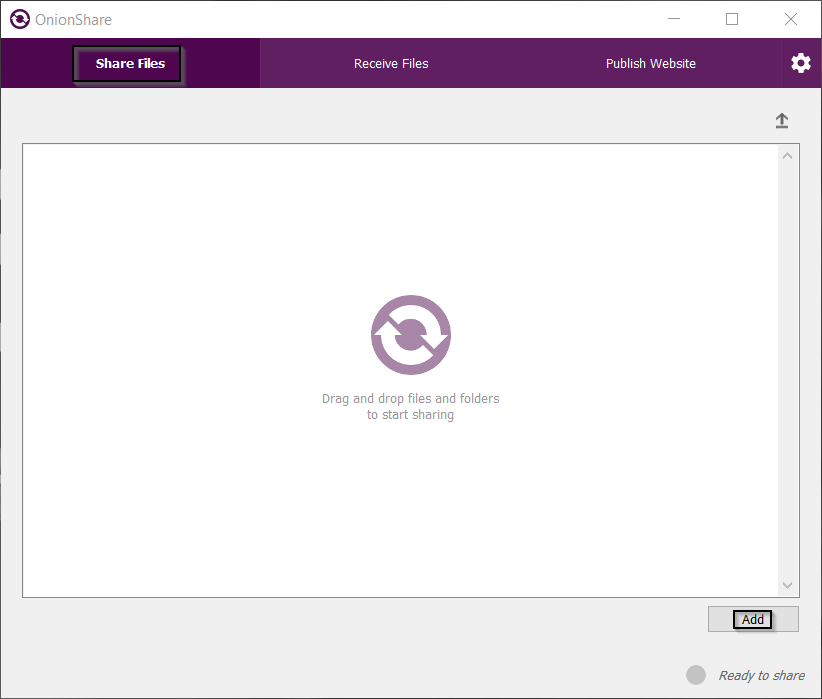 OnionShare
Share Files
Receive Files
Publish Website
Drag and drop files and folders
to start sharing
Add
Ready to share